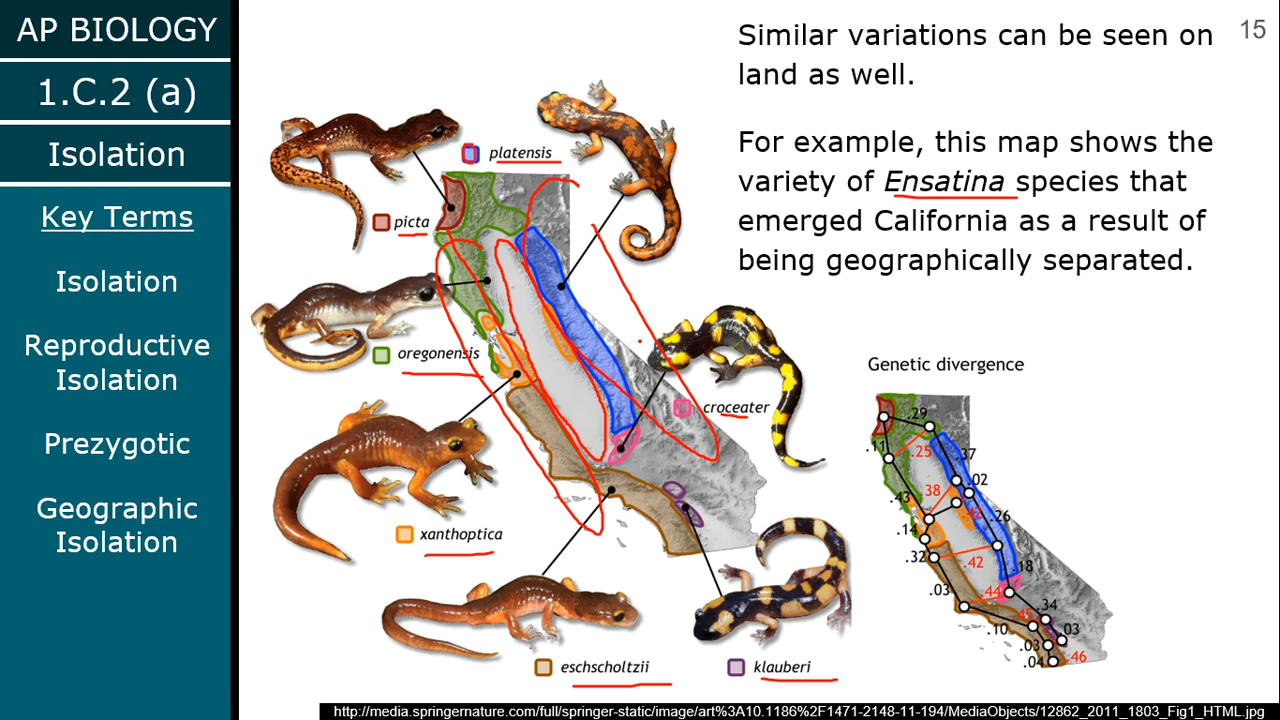 AP BIOLOGY
1.C.2 (a)
Isolation
Key Terms
Isolation
Reproductive
Isolation
Prezygotic
Geographic
Isolation
15
Similar variations can be seen on
land as well.
For example, this map shows the
variety of Ensatina species that
emerged California as a result of
being geographically separated.
platensis
picta
oregonensis
croceater
xanthoptica
eschscholtzii
klauberi
Genetic divergence
.29
.11
.25
.37
.02
.38
.43
.26
.14
.32
.42
.18
.03
.44
.34
.45
.10
.03
.03
.04
.46
http://media.springernature.com/full/springer-static/image/art%3A10.1186%2F1471-2148-11-194/MediaObjects/12862_2011_1803_Fig1_HTML.jpg